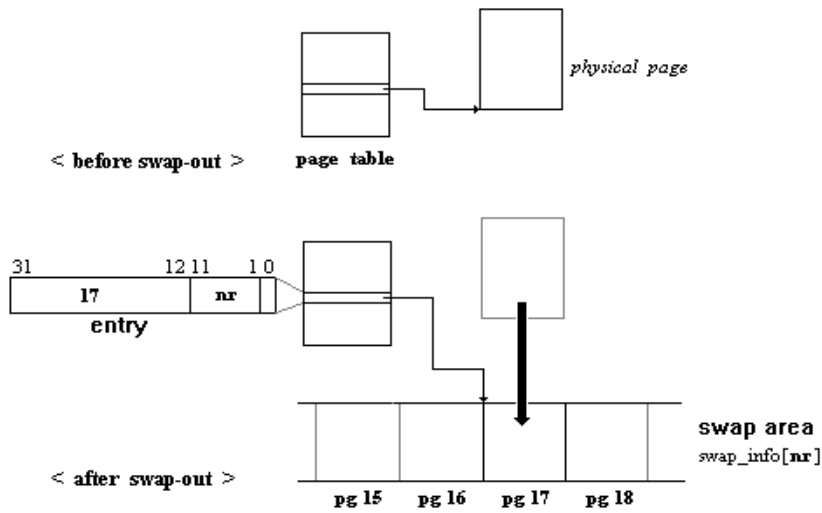 physical page
< before swap-out >
page table
31 12 11 1 0
17 nr
entry
swap area
swap_info[nr]
< after swap-out >
pg 15 pg 16 pg 17 pg 18